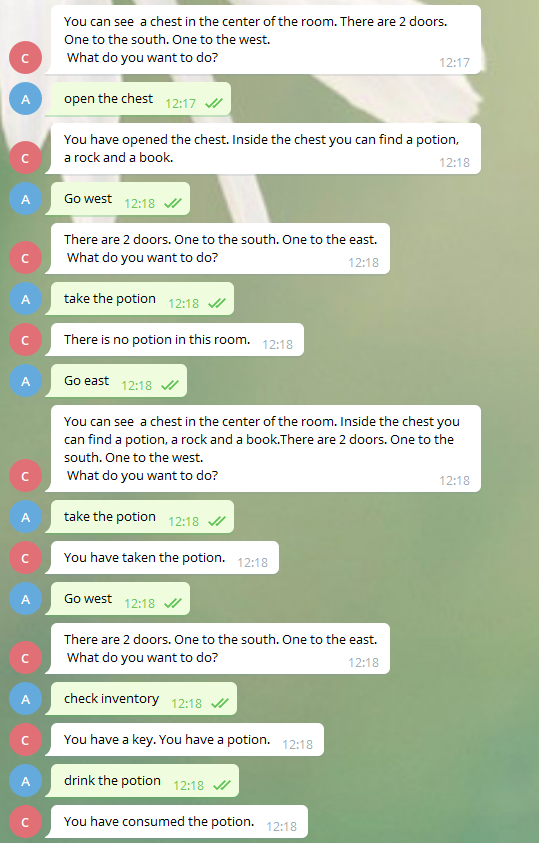 You can see  a chest in the center of the room. There are 2 doors.
One to the south. One to the west.
What do you want to do?
12:17
C
A
open the chest 12:17
You have opened the chest. Inside the chest you can find a potion,
a rock and a book.
12:18
C
A
Go west 12:18
There are 2 doors. One to the south. One to the east.
What do you want to do?
12:18
C
A
take the potion 12:18
C
There is no potion in this room. 12:18
A
Go east 12:18
You can see  a chest in the center of the room. Inside the chest you
can find a potion, a rock and a book.There are 2 doors. One to the
south. One to the west.
What do you want to do?
12:18
C
A
take the potion 12:18
C
You have taken the potion. 12:18
A
Go west 12:18
There are 2 doors. One to the south. One to the east.
What do you want to do?
12:18
C
A
check inventory 12:18
C
You have a key. You have a potion. 12:18
A
drink the potion 12:18
C
You have consumed the potion. 12:18